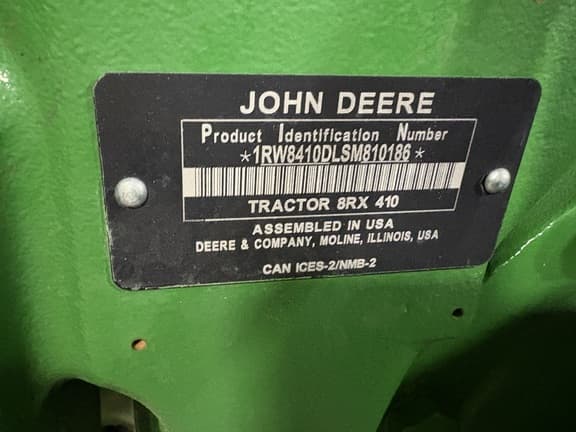 JOHN DEERE
Product Identification Number
*1RW8410DLSM810186*
TRACTOR 8RX 410
ASSEMBLED IN USA
DEERE & COMPANY, MOLINE, ILLINOIS, USA
CAN ICES-2/NMB-2